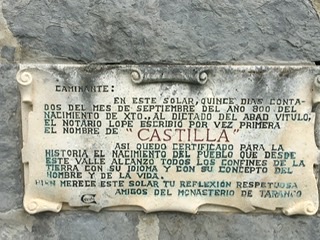 CAMINANTE:
EN ESTE SOLAR, QUINCE DIAS CONTA-
DOS DEL MES DE SEPTIEMBRE DEL AÑO 800 DEL
NACIMIENTO DE XTO., AL DICTADO DEL ABAD VITULO,
EL NOTARIO LOPE ESCRIBIO POR VEZ PRIMERA
EL NOMBRE DE "CASTILLA"
ASI QUEDO CERTIFICADO PARA LA
HISTORIA EL NACIMIENTO DEL PUEBLO QUE DESDE
ESTE VALLE ALCANZO TODOS LOS CONFINES DE LA
TIERRA CON SU IDIOMA Y CON SU CONCEPTO DEL
HOMBRE Y DE LA VIDA.
BIEN MERECE ESTE SOLAR TU REFLEXIÓN RESPETUOSA
AMIGOS DEL MONASTERIO DE TARANCO